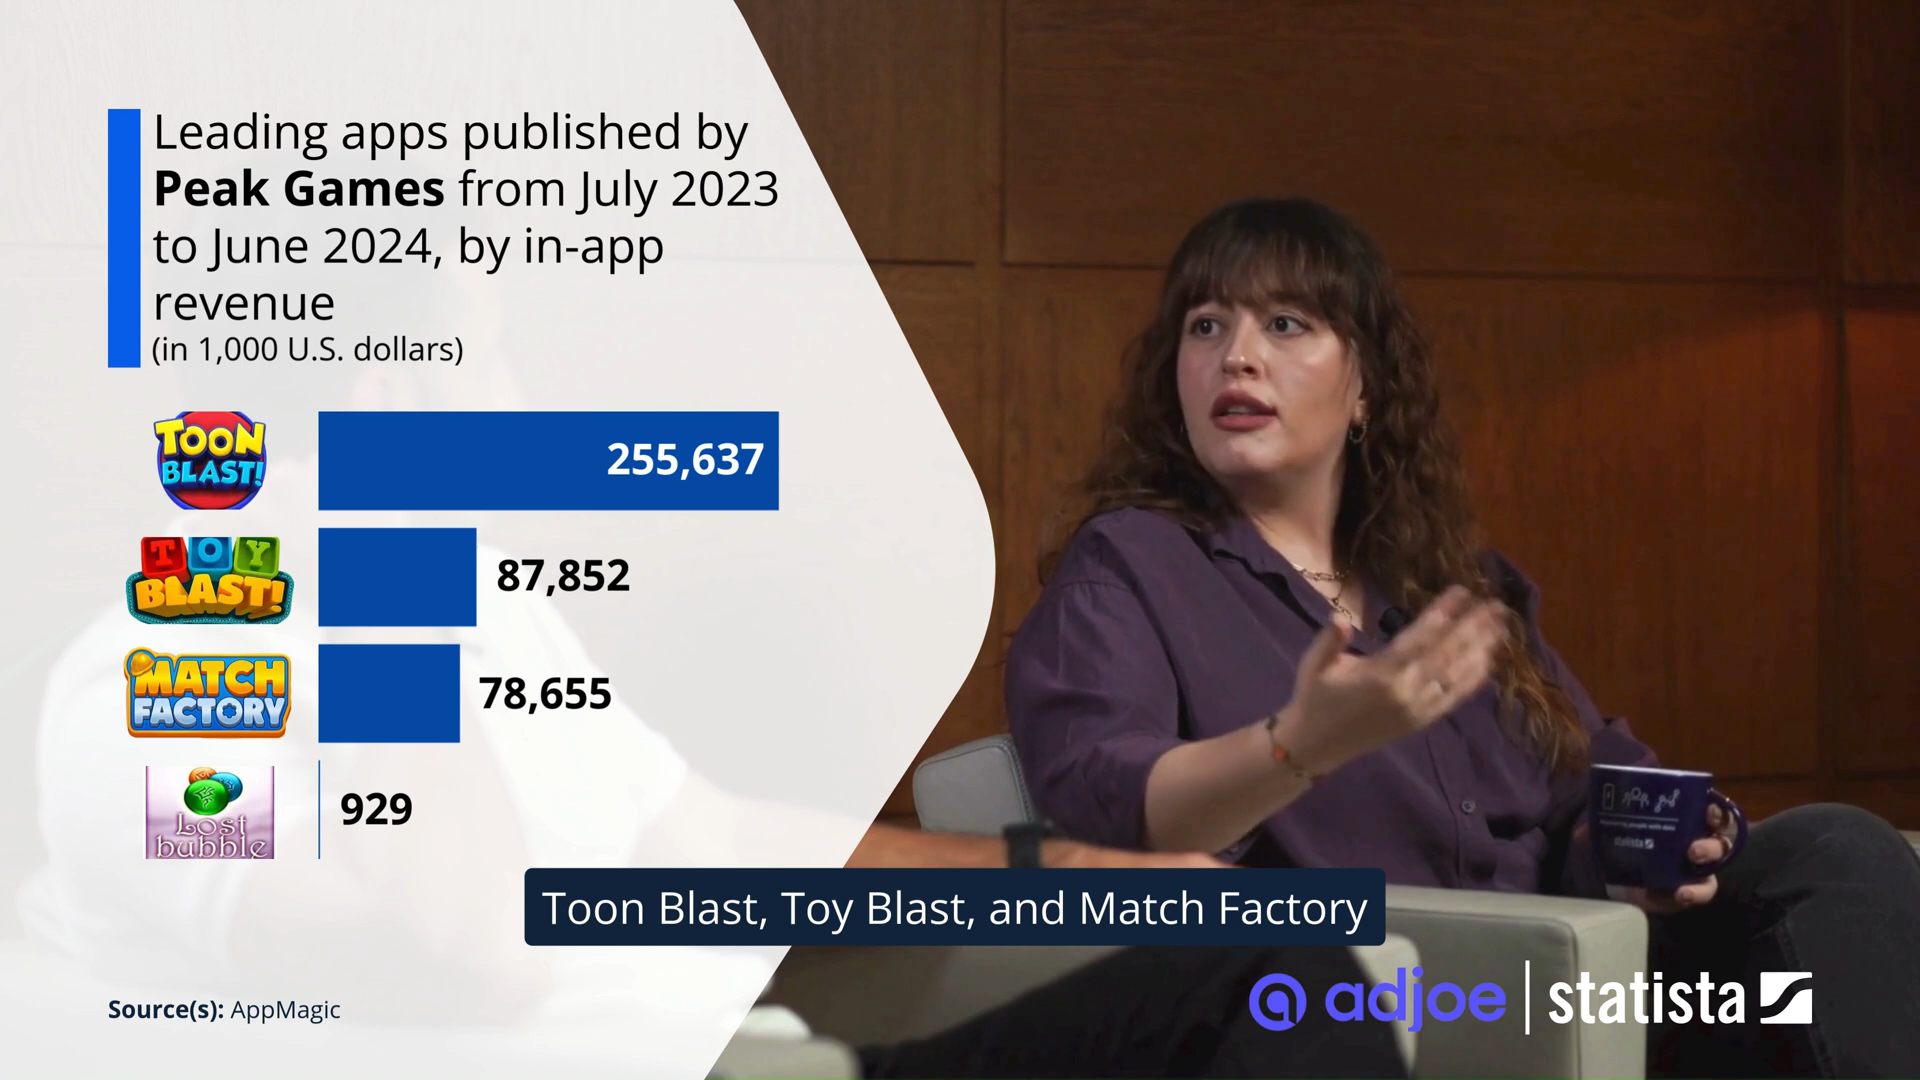 Leading apps published by
Peak Games from July 2023
to June 2024, by in-app
revenue
(in 1,000 U.S. dollars)
TOON
BLAST!
255,637
TOY
BLAST!
87,852
MATCH
FACTORY
78,655
Lost
bubble
929
Toon Blast, Toy Blast, and Match Factory
Source(s): AppMagic
adjoe | statista
statista